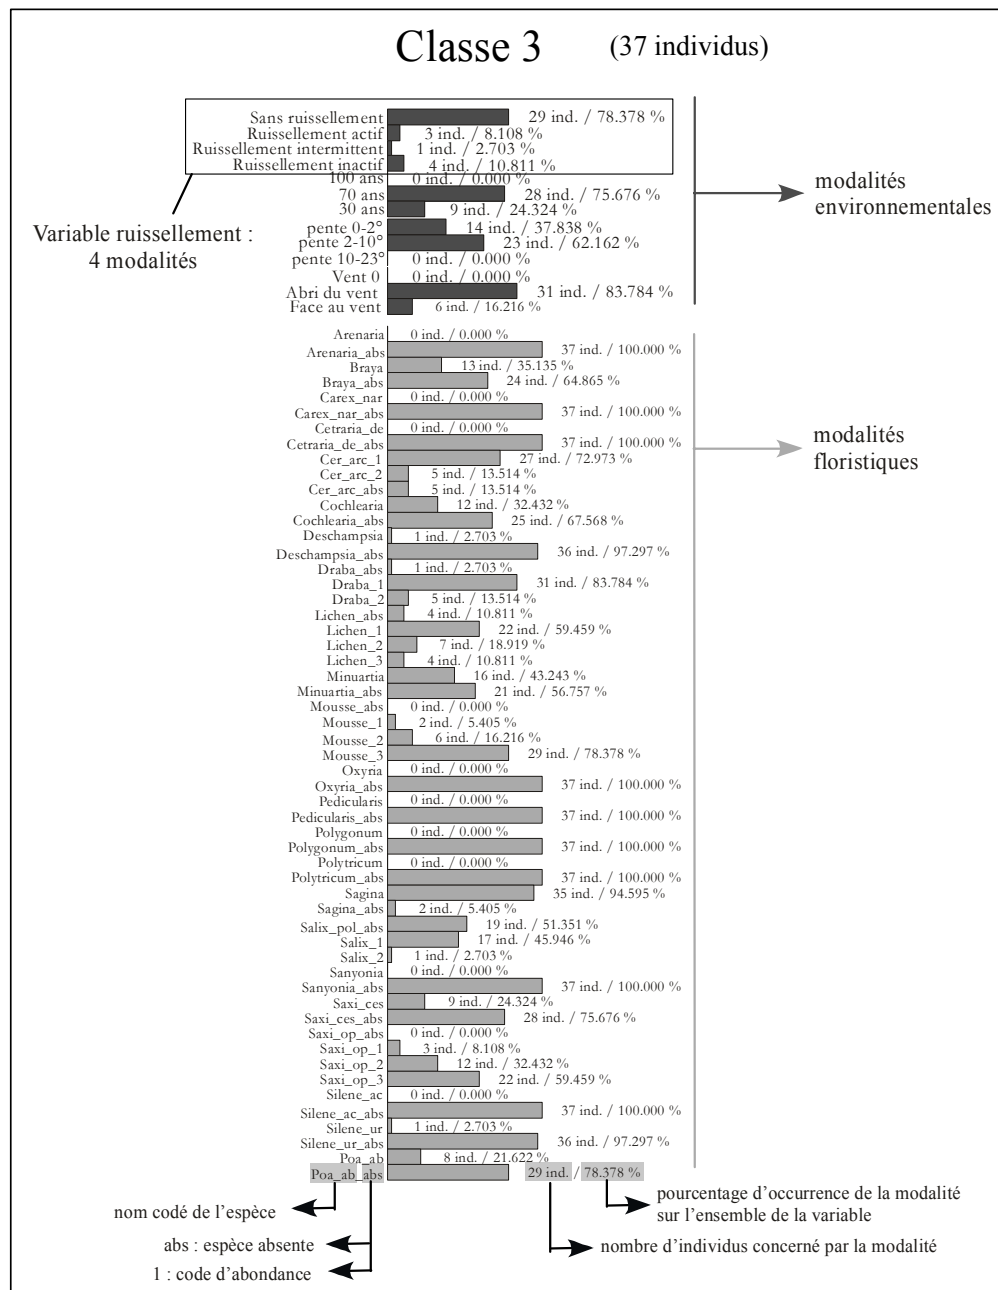 Classe 3 (37 individus)
Sans ruissellement 29 ind. / 78.378 %
Ruissellement actif 3 ind. / 8.108 %
Ruissellement intermittent 1 ind. / 2.703 %
Ruissellement inactif 4 ind. / 10.811 %
100 ans 0 ind. / 0.000 %
70 ans 28 ind. / 75.676 %
30 ans 9 ind. / 24.324 %
pente 0-2° 14 ind. / 37.838 %
pente 2-10° 23 ind. / 62.162 %
pente 10-23° 0 ind. / 0.000 %
Vent 0 0 ind. / 0.000 %
Abri du vent 31 ind. / 83.784 %
Face au vent 6 ind. / 16.216 %
modalités
environnementales
Variable ruissellement :
4 modalités
Arenaria 0 ind. / 0.000 %
Arenaria_abs 37 ind. / 100.000 %
Braya 13 ind. / 35.135 %
Braya_abs 24 ind. / 64.865 %
Carex_nar 0 ind. / 0.000 %
Carex_nar_abs 37 ind. / 100.000 %
Cetraria_de 0 ind. / 0.000 %
Cetraria_de_abs 37 ind. / 100.000 %
Cer_arc_1 27 ind. / 72.973 %
Cer_arc_2 5 ind. / 13.514 %
Cer_arc_abs 5 ind. / 13.514 %
Cochlearia 12 ind. / 32.432 %
Cochlearia_abs 25 ind. / 67.568 %
Deschampsia 1 ind. / 2.703 %
Deschampsia_abs 36 ind. / 97.297 %
Draba_abs 1 ind. / 2.703 %
Draba_1 31 ind. / 83.784 %
Draba_2 5 ind. / 13.514 %
Lichen_abs 4 ind. / 10.811 %
Lichen_1 22 ind. / 59.459 %
Lichen_2 7 ind. / 18.919 %
Lichen_3 4 ind. / 10.811 %
Minuartia 16 ind. / 43.243 %
Minuartia_abs 21 ind. / 56.757 %
Mousse_abs 0 ind. / 0.000 %
Mousse_1 2 ind. / 5.405 %
Mousse_2 6 ind. / 16.216 %
Mousse_3 29 ind. / 78.378 %
Oxyria 0 ind. / 0.000 %
Oxyria_abs 37 ind. / 100.000 %
Pedicularis 0 ind. / 0.000 %
Pedicularis_abs 37 ind. / 100.000 %
Polygonum 0 ind. / 0.000 %
Polygonum_abs 37 ind. / 100.000 %
Polytricum 0 ind. / 0.000 %
Polytricum_abs 37 ind. / 100.000 %
Sagina 35 ind. / 94.595 %
Sagina_abs 2 ind. / 5.405 %
Salix_pol_abs 19 ind. / 51.351 %
Salix_1 17 ind. / 45.946 %
Salix_2 1 ind. / 2.703 %
Sanyonia 0 ind. / 0.000 %
Sanyonia_abs 37 ind. / 100.000 %
Saxi_ces 9 ind. / 24.324 %
Saxi_ces_abs 28 ind. / 75.676 %
Saxi_op_abs 0 ind. / 0.000 %
Saxi_op_1 3 ind. / 8.108 %
Saxi_op_2 12 ind. / 32.432 %
Saxi_op_3 22 ind. / 59.459 %
Silene_ac 0 ind. / 0.000 %
Silene_ac_abs 37 ind. / 100.000 %
Silene_ur 1 ind. / 2.703 %
Silene_ur_abs 36 ind. / 97.297 %
Poa_ab 8 ind. / 21.622 %
Poa_ab_abs 29 ind. / 78.378 %
modalités
floristiques
nom codé de l'espèce
abs : espèce absente
1 : code d'abondance
pourcentage d'occurrence de la modalité
sur l'ensemble de la variable
nombre d'individus concerné par la modalité